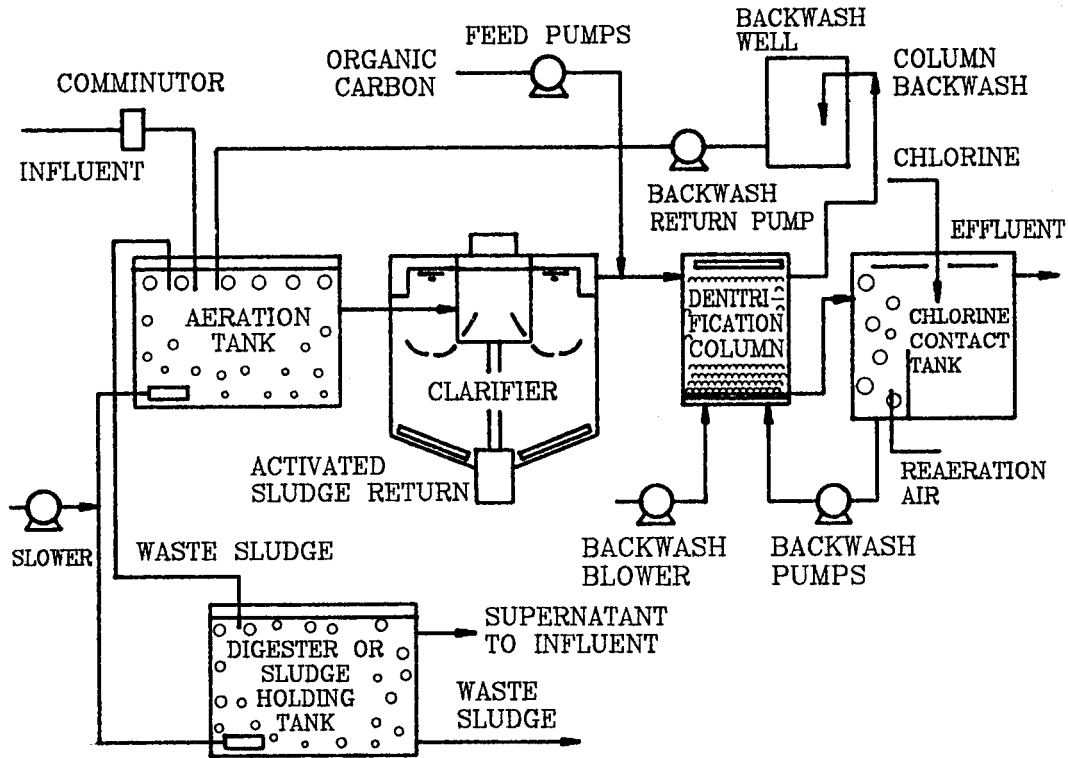 FEED PUMPS
BACKWASH
WELL
ORGANIC
CARBON
COLUMN
BACKWASH
COMMINUTOR
INFLUENT
BACKWASH
RETURN PUMP
CHLORINE
EFFLUENT
AERATION
TANK
CLARIFIER
DENITRI-
FICATION
COLUMN
CHLORINE
CONTACT
TANK
ACTIVATED
SLUDGE RETURN
REAERATION
AIR
SLOWER
WASTE SLUDGE
BACKWASH
BLOWER
BACKWASH
PUMPS
DIGESTER OR
SLUDGE
HOLDING
TANK
SUPERNATANT
TO INFLUENT
WASTE
SLUDGE